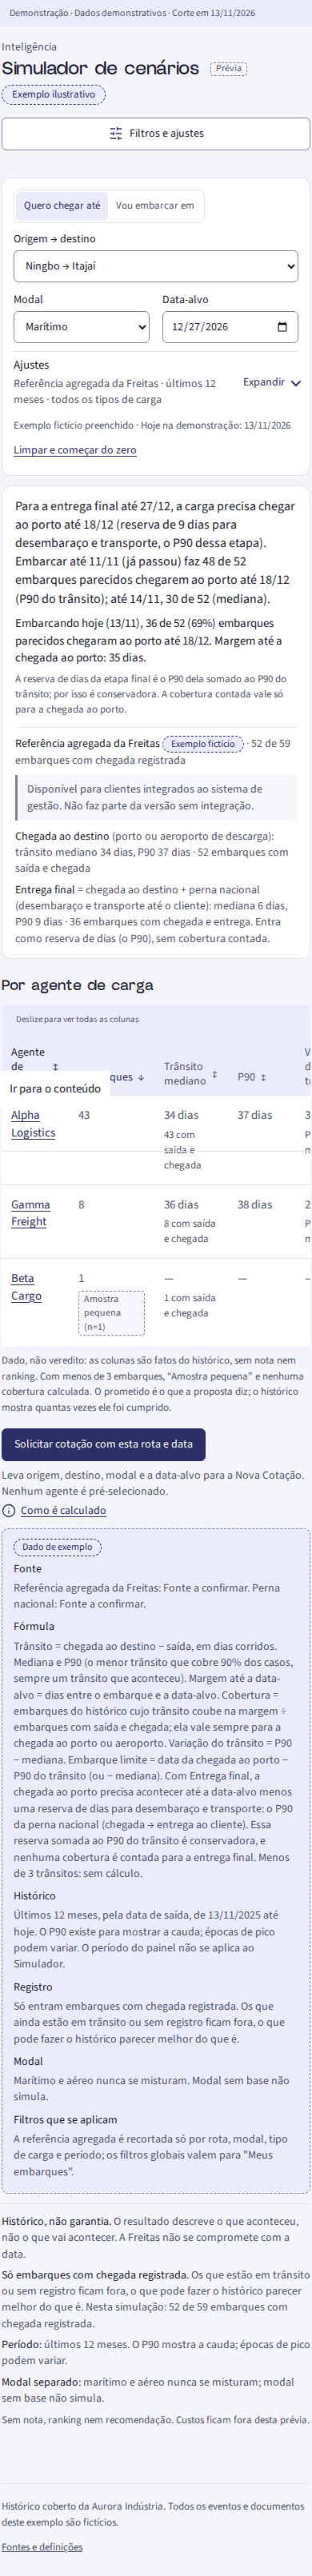 Demonstração · Dados demonstrativos · Corte em 13/11/2026
Inteligência
Simulador de cenários Prévia
Exemplo ilustrativo
Filtros e ajustes
Quero chegar até Vou embarcar em
Origem → destino
Ningbo → Itajaí
Modal Data-alvo
Marítimo 12/27/2026
Ajustes
Referência agregada da Freitas · últimos 12 Expandir
meses · todos os tipos de carga
Exemplo fictício preenchido · Hoje na demonstração: 13/11/2026
Limpar e começar do zero
Para a entrega final até 27/12, a carga precisa chegar
ao porto até 18/12 (reserva de 9 dias para
desembaraço e transporte, o P90 dessa etapa).
Embarcar até 11/11 (já passou) faz 48 de 52
embarques parecidos chegarem ao porto até 18/12
(P90 do trânsito); até 14/11, 30 de 52 (mediana).
Embarcando hoje (13/11), 36 de 52 (69%) embarques
parecidos chegaram ao porto até 18/12. Margem até a
chegada ao porto: 35 dias.
A reserva de dias da etapa final é o P90 dela somado ao P90 do
trânsito; por isso é conservadora. A cobertura contada vale só
para a chegada ao porto.
Referência agregada da Freitas Exemplo fictício · 52 de 59
embarques com chegada registrada
Disponível para clientes integrados ao sistema de
gestão. Não faz parte da versão sem integração.
Chegada ao destino (porto ou aeroporto de descarga):
trânsito mediano 34 dias, P90 37 dias · 52 embarques com
saída e chegada
Entrega final = chegada ao destino + perna nacional
(desembaraço e transporte até o cliente): mediana 6 dias,
P90 9 dias · 36 embarques com chegada e entrega. Entra
como reserva de dias (o P90), sem cobertura contada.
Por agente de carga
Deslize para ver todas as colunas
Agente
de ↕ ques ↓ Trânsito mediano ↕ P90 ↕
Ir para o conteúdo
Alpha Logistics 43 34 dias 37 dias
43 com saída e chegada
Gamma Freight 8 36 dias 38 dias
8 com saída e chegada
Beta Cargo 1 — — —
Amostra pequena (n=1) 1 com saída e chegada
Dado, não veredito: as colunas são fatos do histórico, sem nota nem
ranking. Com menos de 3 embarques, “Amostra pequena” e nenhuma
cobertura calculada. O prometido é o que a proposta diz; o histórico
mostra quantas vezes ele foi cumprido.
Solicitar cotação com esta rota e data
Leva origem, destino, modal e a data-alvo para a Nova Cotação.
Nenhum agente é pré-selecionado.
Como é calculado
Dado de exemplo
Fonte
Referência agregada da Freitas: Fonte a confirmar. Perna
nacional: Fonte a confirmar.
Fórmula
Trânsito = chegada ao destino − saída, em dias corridos.
Mediana e P90 (o menor trânsito que cobre 90% dos casos,
sempre um trânsito que aconteceu). Margem até a data-
alvo = dias entre o embarque e a data-alvo. Cobertura =
embarques do histórico cujo trânsito coube na margem ÷
embarques com saída e chegada; ela vale sempre para a
chegada ao porto ou aeroporto. Variação do trânsito = P90
− mediana. Embarque limite = data da chegada ao porto −
P90 do trânsito (ou − mediana). Com Entrega final, a
chegada ao porto precisa acontecer até a data-alvo menos
uma reserva de dias para desembaraço e transporte: o P90
da perna nacional (chegada → entrega ao cliente). Essa
reserva somada ao P90 do trânsito é conservadora, e
nenhuma cobertura é contada para a entrega final. Menos
de 3 trânsitos: sem cálculo.
Histórico
Últimos 12 meses, pela data de saída, de 13/11/2025 até
hoje. O P90 existe para mostrar a cauda; épocas de pico
podem variar. O período do painel não se aplica ao
Simulador.
Registro
Só entram embarques com chegada registrada. Os que
ainda estão em trânsito ou sem registro ficam fora, o que
pode fazer o histórico parecer melhor do que é.
Modal
Marítimo e aéreo nunca se misturam. Modal sem base não
simula.
Filtros que se aplicam
A referência agregada é recortada só por rota, modal, tipo
de carga e período; os filtros globais valem para "Meus
embarques".
Histórico, não garantia. O resultado descreve o que aconteceu,
não o que vai acontecer. A Freitas não se compromete com a
data.
Só embarques com chegada registrada. Os que estão em trânsito
ou sem registro ficam fora, o que pode fazer o histórico parecer
melhor do que é. Nesta simulação: 52 de 59 embarques com
chegada registrada.
Período: últimos 12 meses. O P90 mostra a cauda; épocas de pico
podem variar.
Modal separado: marítimo e aéreo nunca se misturam; modal
sem base não simula.
Sem nota, ranking nem recomendação. Custos ficam fora desta prévia.
Histórico coberto da Aurora Indústria. Todos os eventos e documentos
deste exemplo são fictícios.
Fontes e definições